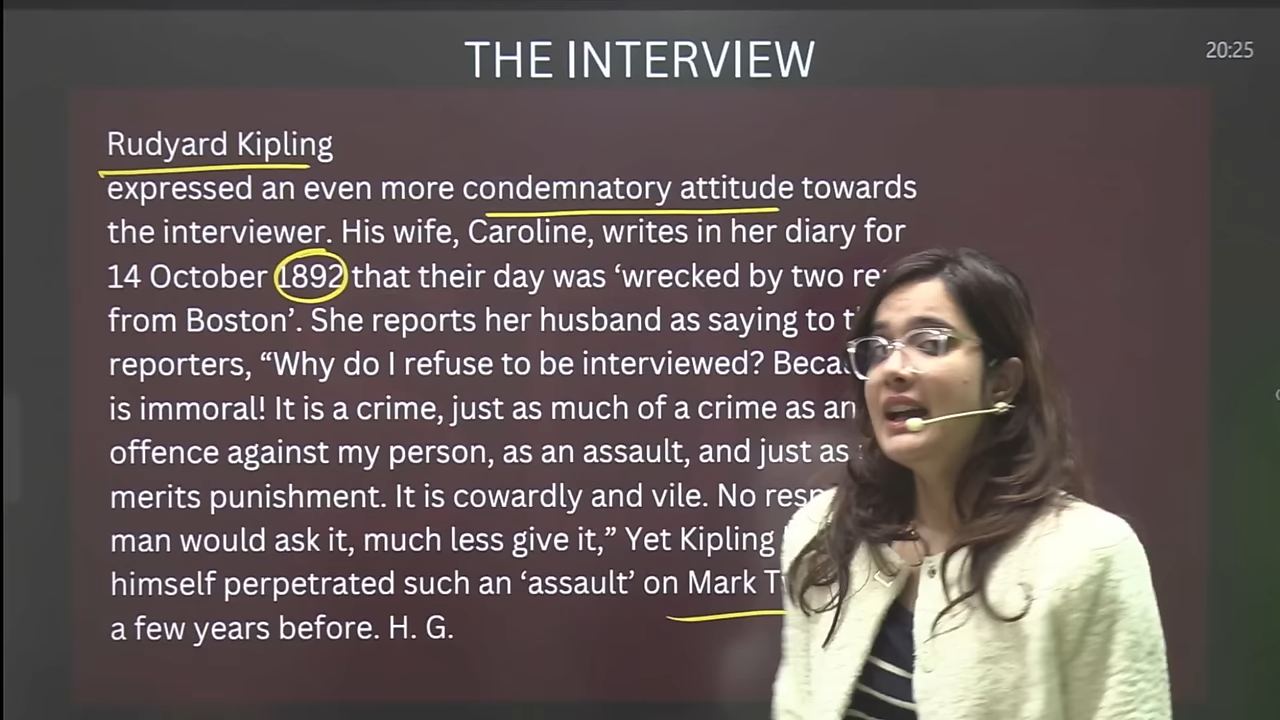 THE INTERVIEW
20:25
Rudyard Kipling
expressed an even more condemnatory attitude towards
the interviewer. His wife, Caroline, writes in her diary for
14 October 1892 that their day was ‘wrecked by two
from Boston’. She reports her husband as saying to
reporters, “Why do I refuse to be interviewed?
is immoral! It is a crime, just as much of a crime as an
offence against my person, as an assault, and just as
merits punishment. It is cowardly and vile. No
man would ask it, much less give it,” Yet Kipling
himself perpetrated such an ‘assault’ on Mark
a few years before. H. G.